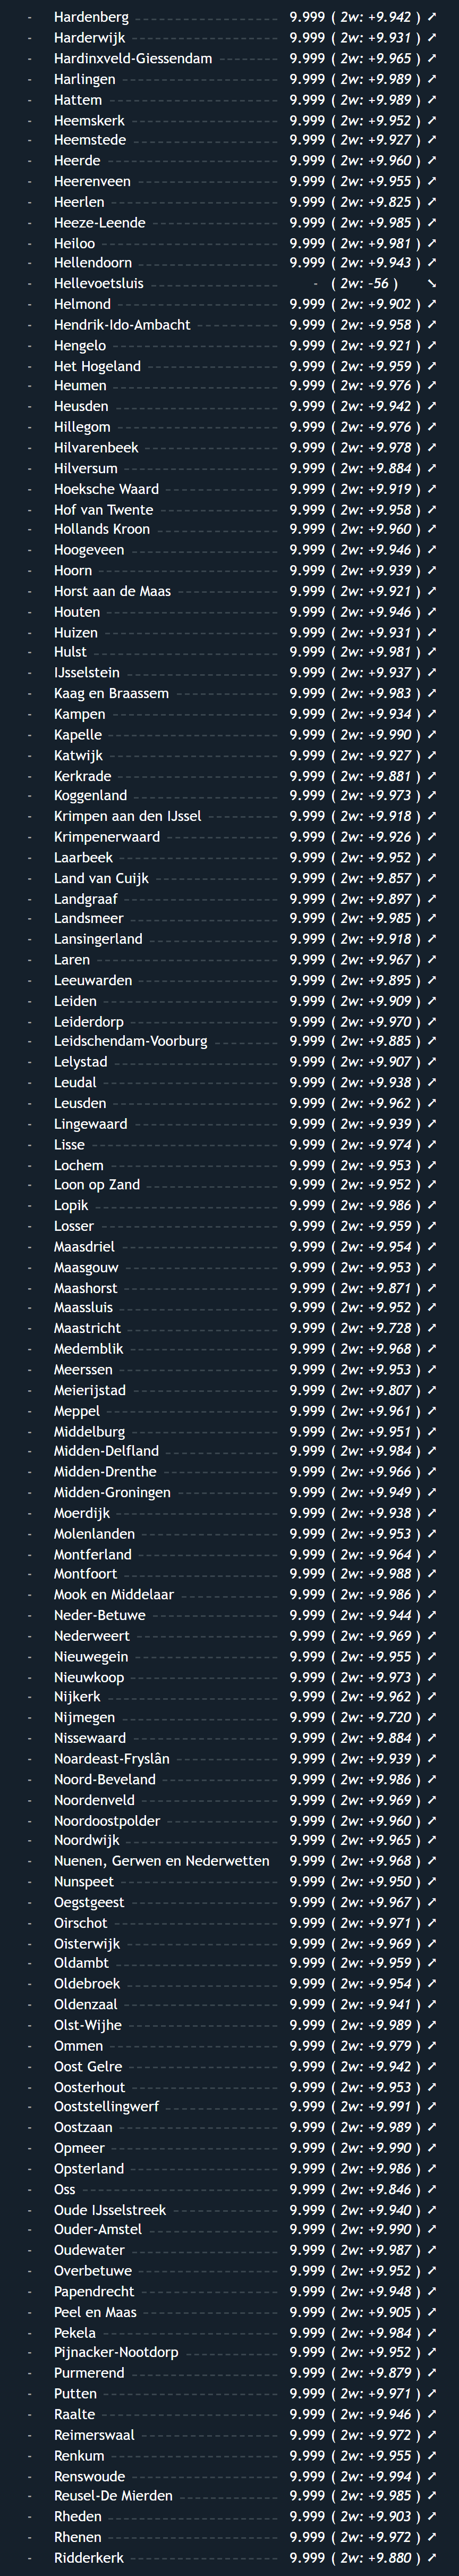 - Hardenberg 9.999 ( 2w: +9.942 ) ➚
- Harderwijk 9.999 ( 2w: +9.931 ) ➚
- Hardinxveld-Giessendam 9.999 ( 2w: +9.965 ) ➚
- Harlingen 9.999 ( 2w: +9.989 ) ➚
- Hattem 9.999 ( 2w: +9.989 ) ➚
- Heemskerk 9.999 ( 2w: +9.952 ) ➚
- Heemstede 9.999 ( 2w: +9.927 ) ➚
- Heerde 9.999 ( 2w: +9.960 ) ➚
- Heerenveen 9.999 ( 2w: +9.955 ) ➚
- Heerlen 9.999 ( 2w: +9.825 ) ➚
- Heeze-Leende 9.999 ( 2w: +9.985 ) ➚
- Heiloo 9.999 ( 2w: +9.981 ) ➚
- Hellendoorn 9.999 ( 2w: +9.943 ) ➚
- Hellevoetsluis - ( 2w: -56 ) ➘
- Helmond 9.999 ( 2w: +9.902 ) ➚
- Hendrik-Ido-Ambacht 9.999 ( 2w: +9.958 ) ➚
- Hengelo 9.999 ( 2w: +9.921 ) ➚
- Het Hogeland 9.999 ( 2w: +9.959 ) ➚
- Heumen 9.999 ( 2w: +9.976 ) ➚
- Heusden 9.999 ( 2w: +9.942 ) ➚
- Hillegom 9.999 ( 2w: +9.976 ) ➚
- Hilvarenbeek 9.999 ( 2w: +9.978 ) ➚
- Hilversum 9.999 ( 2w: +9.884 ) ➚
- Hoeksche Waard 9.999 ( 2w: +9.919 ) ➚
- Hof van Twente 9.999 ( 2w: +9.958 ) ➚
- Hollands Kroon 9.999 ( 2w: +9.960 ) ➚
- Hoogeveen 9.999 ( 2w: +9.946 ) ➚
- Hoorn 9.999 ( 2w: +9.939 ) ➚
- Horst aan de Maas 9.999 ( 2w: +9.921 ) ➚
- Houten 9.999 ( 2w: +9.946 ) ➚
- Huizen 9.999 ( 2w: +9.931 ) ➚
- Hulst 9.999 ( 2w: +9.981 ) ➚
- IJsselstein 9.999 ( 2w: +9.937 ) ➚
- Kaag en Braassem 9.999 ( 2w: +9.983 ) ➚
- Kampen 9.999 ( 2w: +9.934 ) ➚
- Kapelle 9.999 ( 2w: +9.990 ) ➚
- Katwijk 9.999 ( 2w: +9.927 ) ➚
- Kerkrade 9.999 ( 2w: +9.881 ) ➚
- Koggenland 9.999 ( 2w: +9.973 ) ➚
- Krimpen aan den IJssel 9.999 ( 2w: +9.918 ) ➚
- Krimpenerwaard 9.999 ( 2w: +9.926 ) ➚
- Laarbeek 9.999 ( 2w: +9.952 ) ➚
- Land van Cuijk 9.999 ( 2w: +9.857 ) ➚
- Landgraaf 9.999 ( 2w: +9.897 ) ➚
- Landsmeer 9.999 ( 2w: +9.985 ) ➚
- Lansingerland 9.999 ( 2w: +9.918 ) ➚
- Laren 9.999 ( 2w: +9.967 ) ➚
- Leeuwarden 9.999 ( 2w: +9.895 ) ➚
- Leiden 9.999 ( 2w: +9.909 ) ➚
- Leiderdorp 9.999 ( 2w: +9.970 ) ➚
- Leidschendam-Voorburg 9.999 ( 2w: +9.885 ) ➚
- Lelystad 9.999 ( 2w: +9.907 ) ➚
- Leudal 9.999 ( 2w: +9.938 ) ➚
- Leusden 9.999 ( 2w: +9.962 ) ➚
- Lingewaard 9.999 ( 2w: +9.939 ) ➚
- Lisse 9.999 ( 2w: +9.974 ) ➚
- Lochem 9.999 ( 2w: +9.953 ) ➚
- Loon op Zand 9.999 ( 2w: +9.952 ) ➚
- Lopik 9.999 ( 2w: +9.986 ) ➚
- Losser 9.999 ( 2w: +9.959 ) ➚
- Maasdriel 9.999 ( 2w: +9.954 ) ➚
- Maasgouw 9.999 ( 2w: +9.953 ) ➚
- Maashorst 9.999 ( 2w: +9.871 ) ➚
- Maassluis 9.999 ( 2w: +9.952 ) ➚
- Maastricht 9.999 ( 2w: +9.728 ) ➚
- Medemblik 9.999 ( 2w: +9.968 ) ➚
- Meerssen 9.999 ( 2w: +9.953 ) ➚
- Meierijstad 9.999 ( 2w: +9.807 ) ➚
- Meppel 9.999 ( 2w: +9.961 ) ➚
- Middelburg 9.999 ( 2w: +9.951 ) ➚
- Midden-Delfland 9.999 ( 2w: +9.984 ) ➚
- Midden-Drenthe 9.999 ( 2w: +9.966 ) ➚
- Midden-Groningen 9.999 ( 2w: +9.949 ) ➚
- Moerdijk 9.999 ( 2w: +9.938 ) ➚
- Molenlanden 9.999 ( 2w: +9.953 ) ➚
- Montferland 9.999 ( 2w: +9.964 ) ➚
- Montfoort 9.999 ( 2w: +9.988 ) ➚
- Mook en Middelaar 9.999 ( 2w: +9.986 ) ➚
- Neder-Betuwe 9.999 ( 2w: +9.944 ) ➚
- Nederweert 9.999 ( 2w: +9.969 ) ➚
- Nieuwegein 9.999 ( 2w: +9.955 ) ➚
- Nieuwkoop 9.999 ( 2w: +9.973 ) ➚
- Nijkerk 9.999 ( 2w: +9.962 ) ➚
- Nijmegen 9.999 ( 2w: +9.720 ) ➚
- Nissewaard 9.999 ( 2w: +9.884 ) ➚
- Noardeast-Fryslân 9.999 ( 2w: +9.939 ) ➚
- Noord-Beveland 9.999 ( 2w: +9.986 ) ➚
- Noordenveld 9.999 ( 2w: +9.969 ) ➚
- Noordoostpolder 9.999 ( 2w: +9.960 ) ➚
- Noordwijk 9.999 ( 2w: +9.965 ) ➚
- Nuenen, Gerwen en Nederwetten 9.999 ( 2w: +9.968 ) ➚
- Nunspeet 9.999 ( 2w: +9.950 ) ➚
- Oegstgeest 9.999 ( 2w: +9.967 ) ➚
- Oirschot 9.999 ( 2w: +9.971 ) ➚
- Oisterwijk 9.999 ( 2w: +9.969 ) ➚
- Oldambt 9.999 ( 2w: +9.959 ) ➚
- Oldebroek 9.999 ( 2w: +9.954 ) ➚
- Oldenzaal 9.999 ( 2w: +9.941 ) ➚
- Olst-Wijhe 9.999 ( 2w: +9.989 ) ➚
- Ommen 9.999 ( 2w: +9.979 ) ➚
- Oost Gelre 9.999 ( 2w: +9.942 ) ➚
- Oosterhout 9.999 ( 2w: +9.953 ) ➚
- Ooststellingwerf 9.999 ( 2w: +9.991 ) ➚
- Oostzaan 9.999 ( 2w: +9.989 ) ➚
- Opmeer 9.999 ( 2w: +9.990 ) ➚
- Opsterland 9.999 ( 2w: +9.986 ) ➚
- Oss 9.999 ( 2w: +9.846 ) ➚
- Oude IJsselstreek 9.999 ( 2w: +9.940 ) ➚
- Ouder-Amstel 9.999 ( 2w: +9.990 ) ➚
- Oudewater 9.999 ( 2w: +9.987 ) ➚
- Overbetuwe 9.999 ( 2w: +9.952 ) ➚
- Papendrecht 9.999 ( 2w: +9.948 ) ➚
- Peel en Maas 9.999 ( 2w: +9.905 ) ➚
- Pekela 9.999 ( 2w: +9.984 ) ➚
- Pijnacker-Nootdorp 9.999 ( 2w: +9.952 ) ➚
- Purmerend 9.999 ( 2w: +9.879 ) ➚
- Putten 9.999 ( 2w: +9.971 ) ➚
- Raalte 9.999 ( 2w: +9.946 ) ➚
- Reimerswaal 9.999 ( 2w: +9.972 ) ➚
- Renkum 9.999 ( 2w: +9.955 ) ➚
- Renswoude 9.999 ( 2w: +9.994 ) ➚
- Reusel-De Mierden 9.999 ( 2w: +9.985 ) ➚
- Rheden 9.999 ( 2w: +9.903 ) ➚
- Rhenen 9.999 ( 2w: +9.972 ) ➚
- Ridderkerk 9.999 ( 2w: +9.880 ) ➚